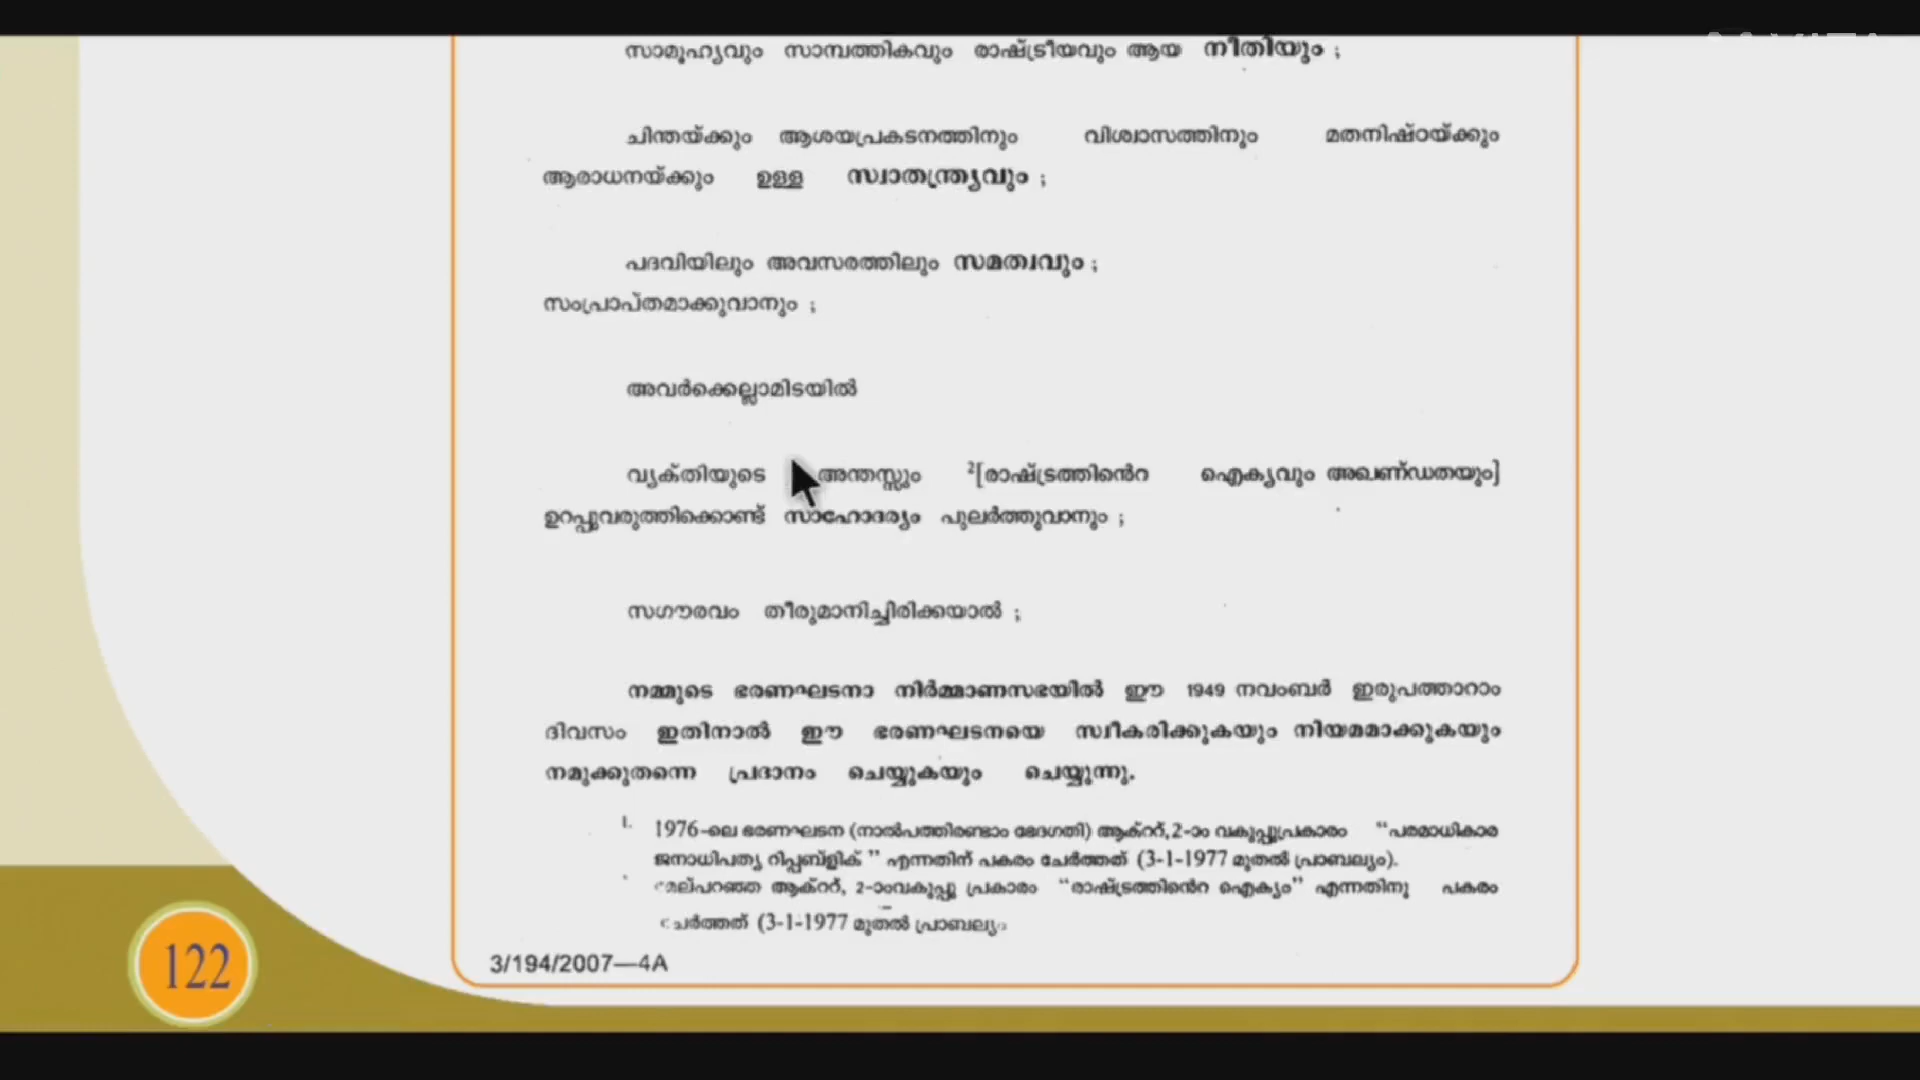 സാമൂഹ്യവും സാമ്പത്തികവും രാഷ്ട്രീയവും ആയ നീതിയും ;
ചിന്തയ്ക്കും ആശയപ്രകടനത്തിനും വിശ്വാസത്തിനും മതനിഷ്ഠയ്ക്കും
ആരാധനയ്ക്കും ഉള്ള സ്വാതന്ത്ര്യവും ;
പദവിയിലും അവസരത്തിലും സമത്വവും ;
സംപ്രാപ്തമാക്കുവാനും ;
അവർക്കെല്ലാമിടയിൽ
വ്യക്തിയുടെ അന്തസ്സും 2[രാഷ്ട്രത്തിൻെറ ഐക്യവും അഖണ്ഡതയും]
ഉറപ്പുവരുത്തിക്കൊണ്ട് സാഹോദര്യം പുലർത്തുവാനും ;
സഗൗരവം തീരുമാനിച്ചിരിക്കയാൽ ;
നമ്മുടെ ഭരണഘടനാ നിർമ്മാണസഭയിൽ ഈ 1949 നവംബർ ഇരുപത്താറാം
ദിവസം ഇതിനാൽ ഈ ഭരണഘടനയെ സ്വീകരിക്കുകയും നിയമമാക്കുകയും
നമുക്കുതന്നെ പ്രദാനം ചെയ്യുകയും ചെയ്യുന്നു.
1. 1976-ലെ ഭരണഘടന (നാൽപത്തിരണ്ടാം ഭേദഗതി) ആക്ററ്, 2-ാം വകുപ്പുപ്രകാരം “പരമാധികാര
ജനാധിപത്യ റിപ്പബ്ളിക് ” എന്നതിന് പകരം ചേർത്തത് (3-1-1977 മുതൽ പ്രാബല്യം).
മേല്പറഞ്ഞ ആക്ററ്, 2-ാംവകുപ്പു പ്രകാരം “രാഷ്ട്രത്തിൻെറ ഐക്യം” എന്നതിനു പകരം
ചേർത്തത് (3-1-1977 മുതൽ പ്രാബല്യം
3/194/2007—4A
122